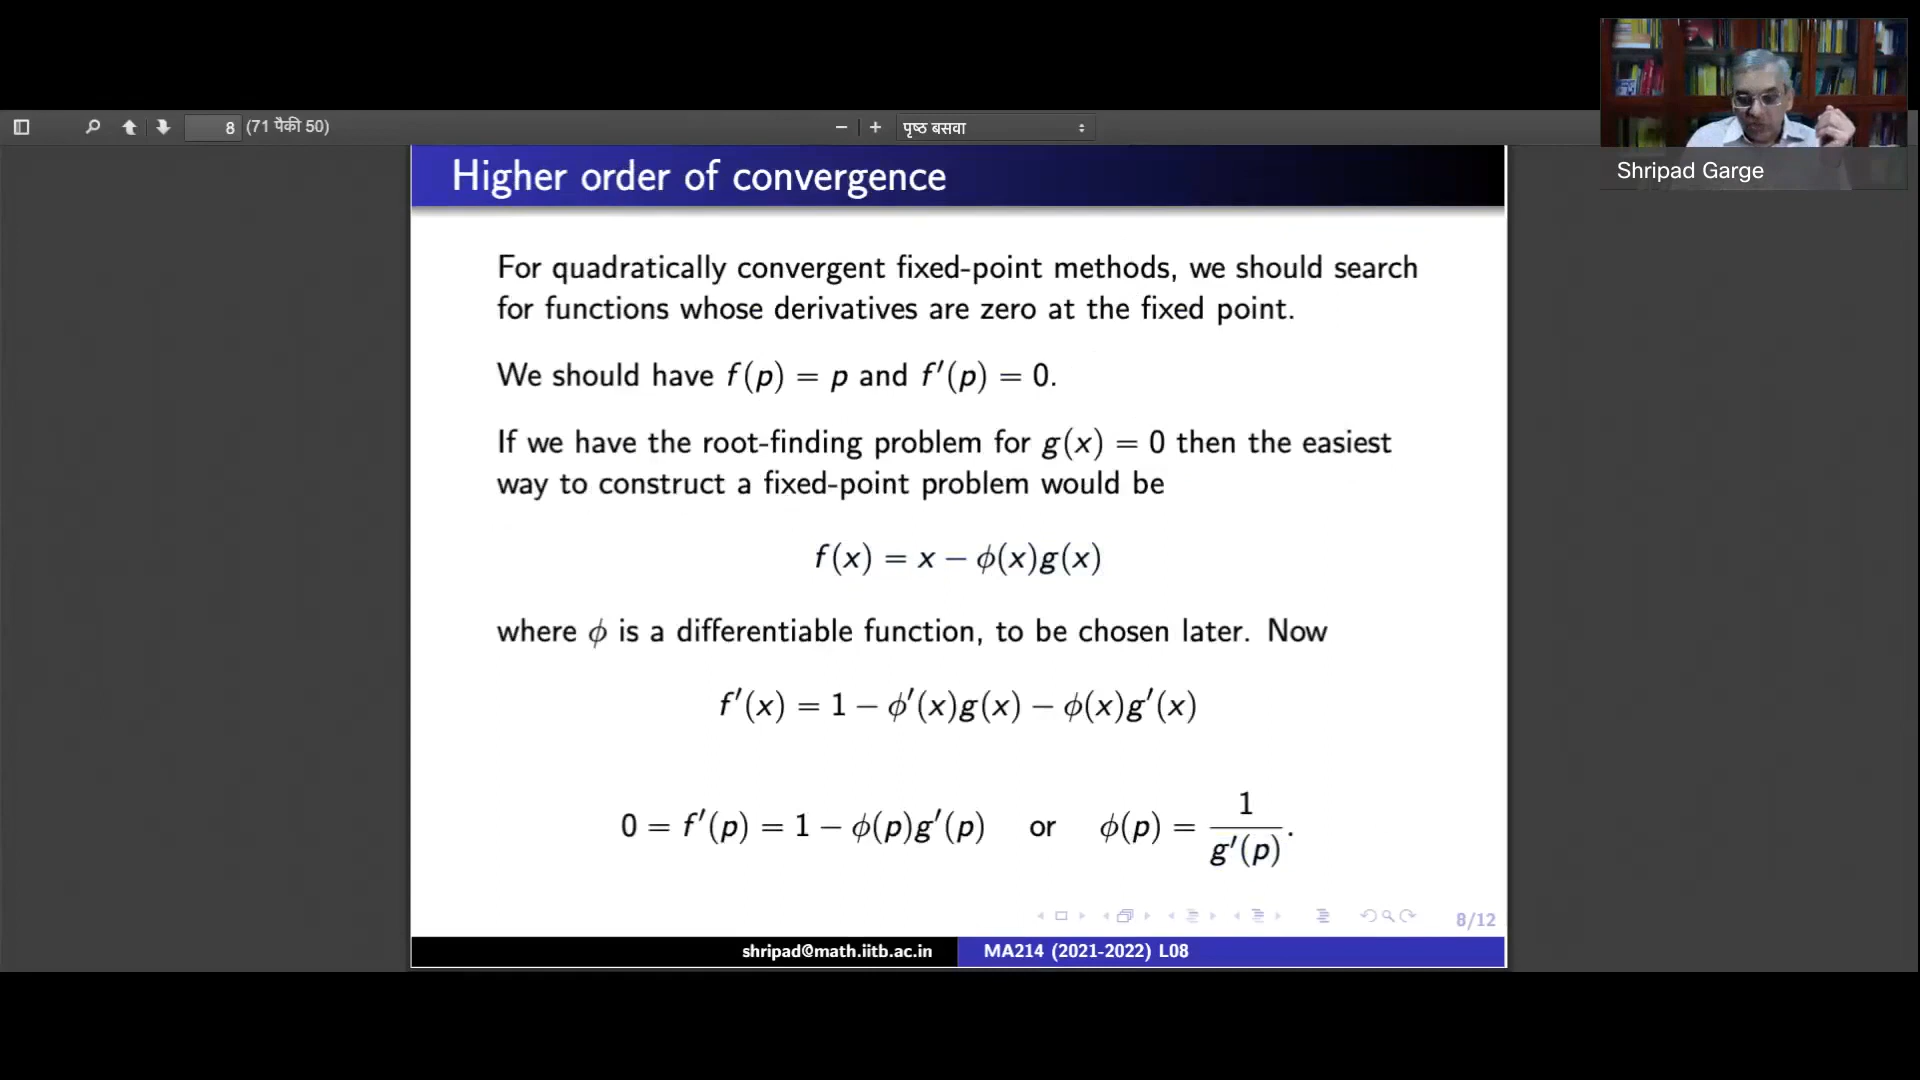 Shripad Garge
8 (71 पैकी 50)
पृष्ठ बसवा
Higher order of convergence
For quadratically convergent fixed-point methods, we should search
for functions whose derivatives are zero at the fixed point.
We should have f(p) = p and f′(p) = 0.
If we have the root-finding problem for g(x) = 0 then the easiest
way to construct a fixed-point problem would be
f(x) = x − ϕ(x)g(x)
where ϕ is a differentiable function, to be chosen later. Now
f′(x) = 1 − ϕ′(x)g(x) − ϕ(x)g′(x)
0 = f′(p) = 1 − ϕ(p)g′(p) or ϕ(p) = 1/g′(p).
8/12
shripad@math.iitb.ac.in MA214 (2021-2022) L08